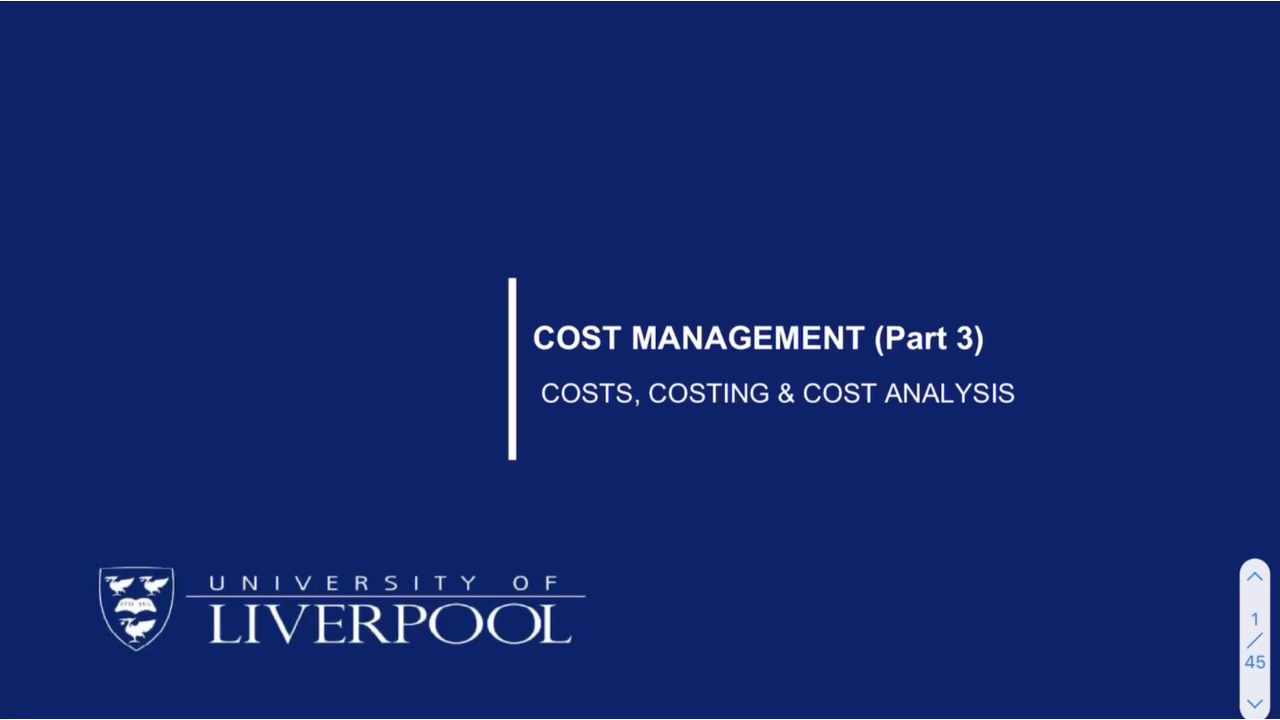 COST MANAGEMENT (Part 3)
COSTS, COSTING & COST ANALYSIS
UNIVERSITY OF
LIVERPOOL
1
/
45